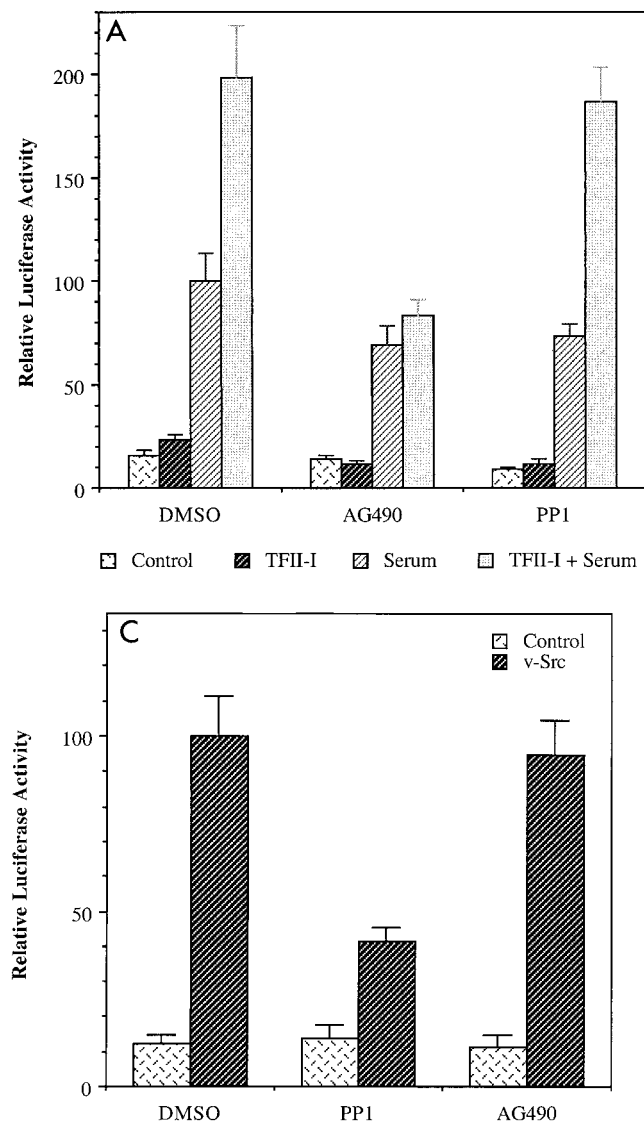 A
Relative Luciferase Activity
200
150
100
50
0
DMSO AG490 PP1
Control TFII-I Serum TFII-I + Serum
C
Control
v-Src
Relative Luciferase Activity
100
50
0
DMSO PP1 AG490